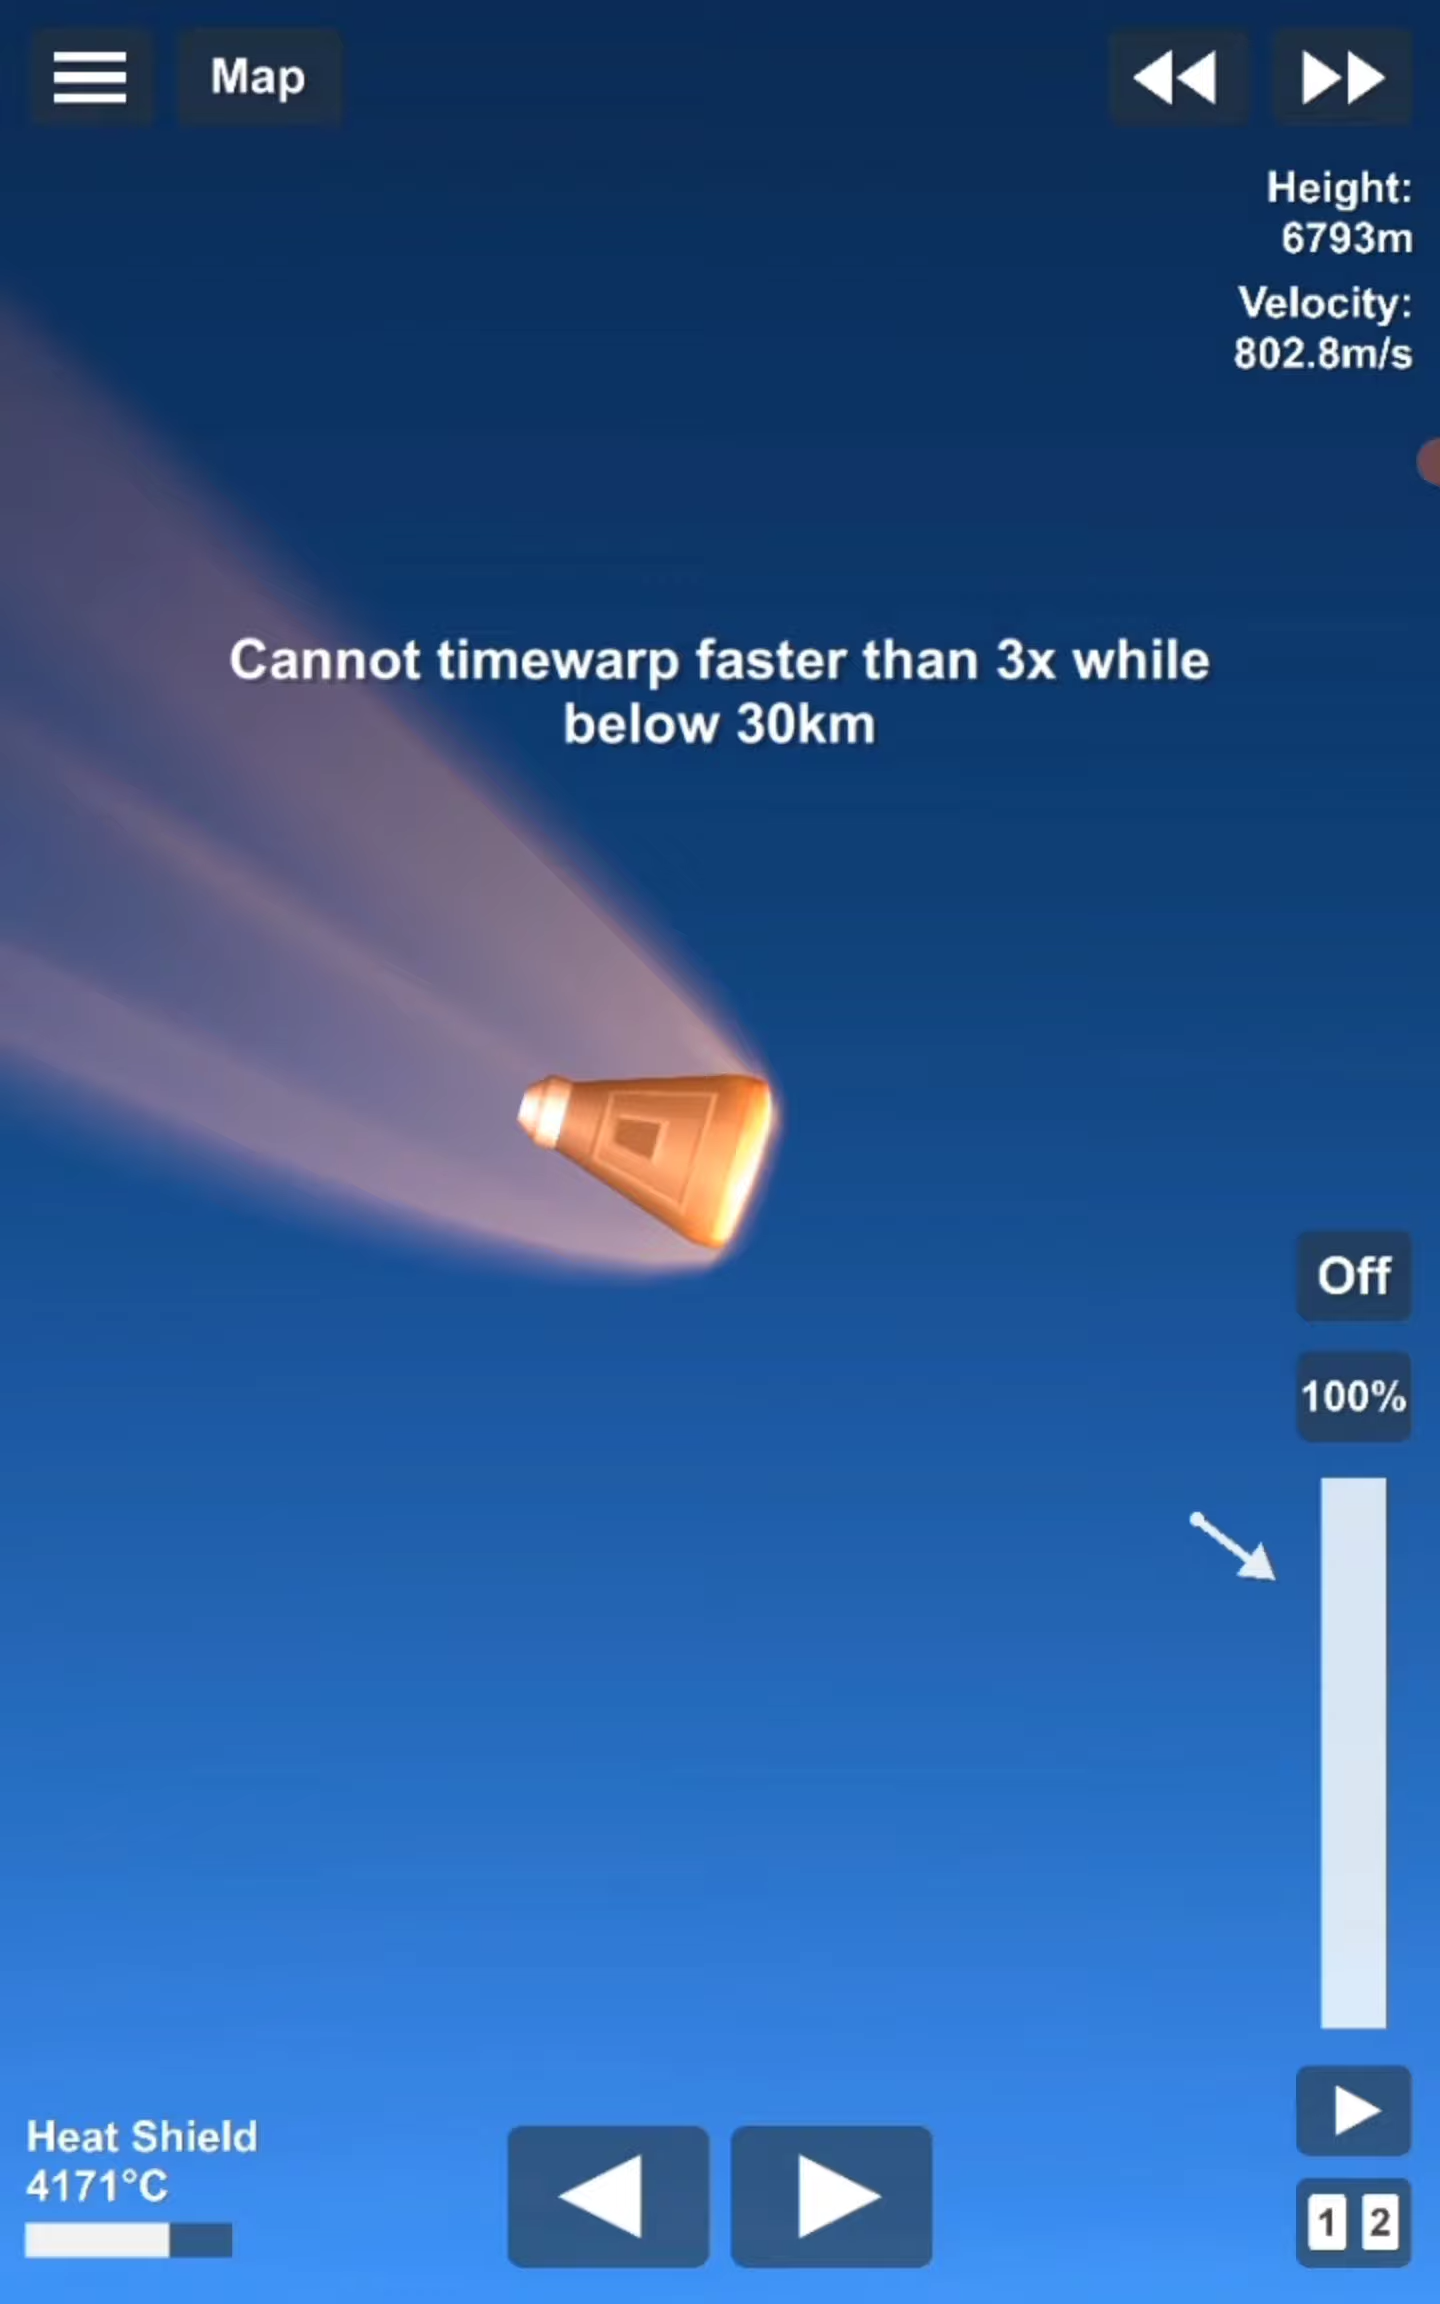 Map
Height:
6793m
Velocity:
802.8m/s
Cannot timewarp faster than 3x while
below 30km
Off
100%
Heat Shield
4171°C
1 2